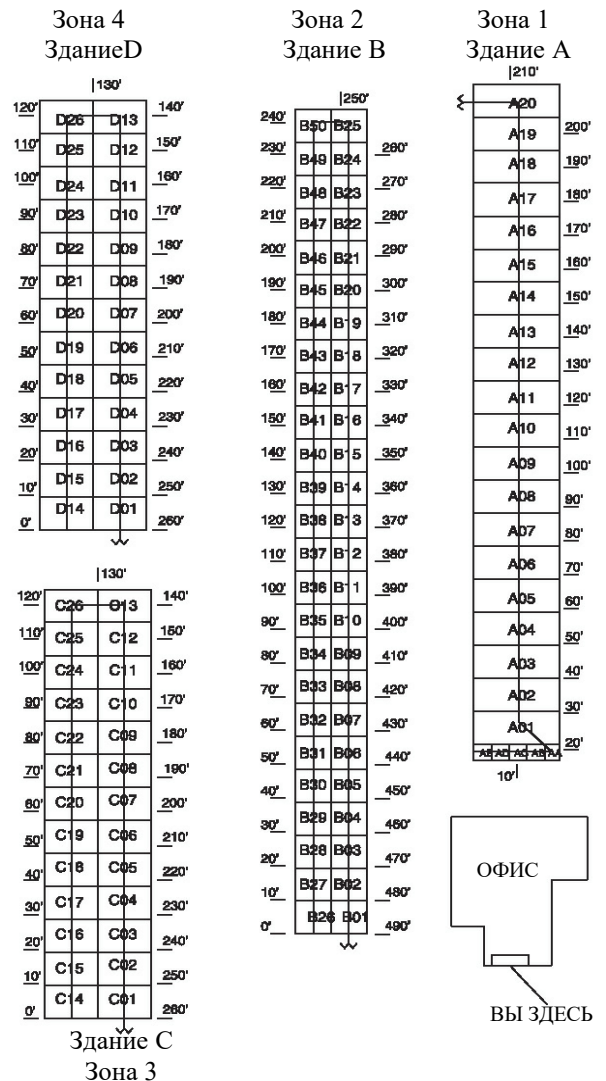 Зона 4
ЗданиеD
130'
120' D26 D13 140'
110' D25 D12 150'
100' D24 D11 160'
90' D23 D10 170'
80' D22 D09 180'
70' D21 D08 190'
60' D20 D07 200'
50' D19 D06 210'
40' D18 D05 220'
30' D17 D04 230'
20' D16 D03 240'
10' D15 D02 250'
0' D14 D01 260'
130'
120' C26 C13 140'
110' C25 C12 150'
100' C24 C11 160'
90' C23 C10 170'
80' C22 C09 180'
70' C21 C08 190'
60' C20 C07 200'
50' C19 C06 210'
40' C18 C05 220'
30' C17 C04 230'
20' C16 C03 240'
10' C15 C02 250'
0' C14 C01 260'
Здание C
Зона 3
Зона 2
Здание B
250'
240' B50 B25
230' B49 B24 260'
220' B48 B23 270'
210' B47 B22 280'
200' B46 B21 290'
190' B45 B20 300'
180' B44 B19 310'
170' B43 B18 320'
160' B42 B17 330'
150' B41 B16 340'
140' B40 B15 350'
130' B39 B14 360'
120' B38 B13 370'
110' B37 B12 380'
100' B36 B11 390'
90' B35 B10 400'
80' B34 B09 410'
70' B33 B08 420'
60' B32 B07 430'
50' B31 B06 440'
40' B30 B05 450'
30' B29 B04 460'
20' B28 B03 470'
10' B27 B02 480'
0' B26 B01 490'
Зона 1
Здание A
210'
A20
A19 200'
A18 190'
A17 180'
A16 170'
A15 160'
A14 150'
A13 140'
A12 130'
A11 120'
A10 110'
A09 100'
A08 90'
A07 80'
A06 70'
A05 60'
A04 50'
A03 40'
A02 30'
A01 20'
AE AD AC AB AA
10'
ОФИС
ВЫ ЗДЕСЬ